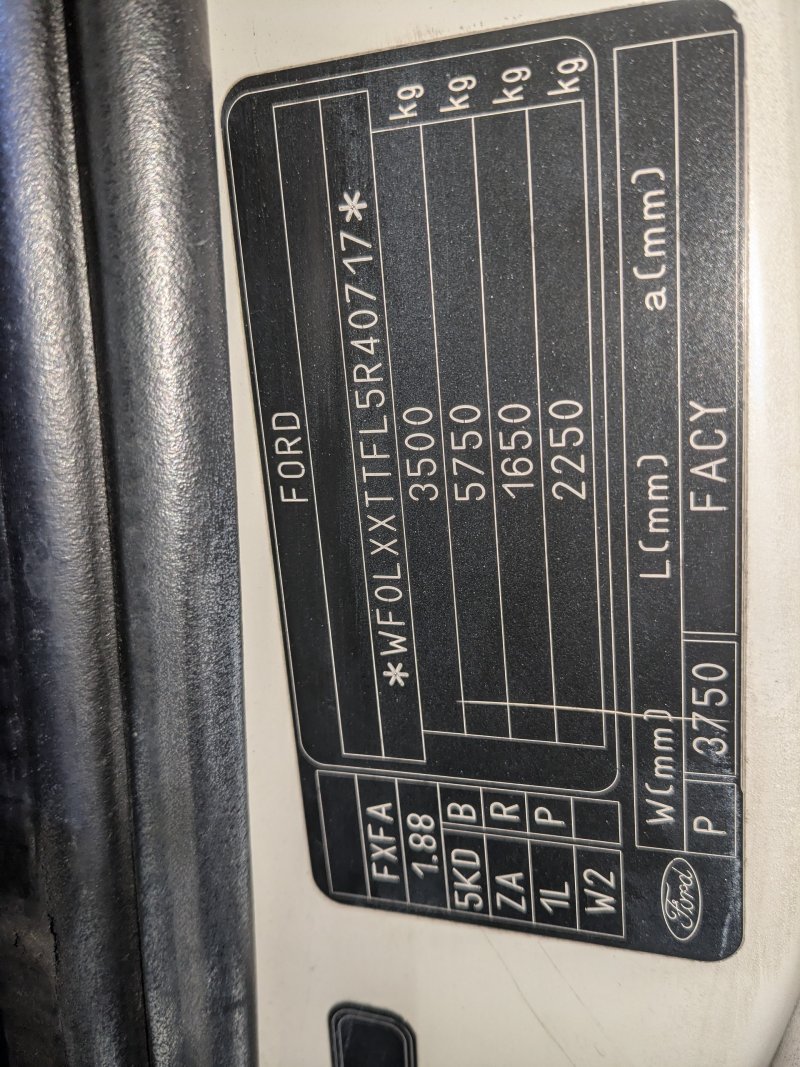 FORD
*WF0LXXTTFL5R40717*
3500 kg
5750 kg
1650 kg
2250 kg
FXFA
1.88
5KD B
ZA R
1L P
W2
W(mm) L(mm) a(mm)
P 3750 FACY
Ford